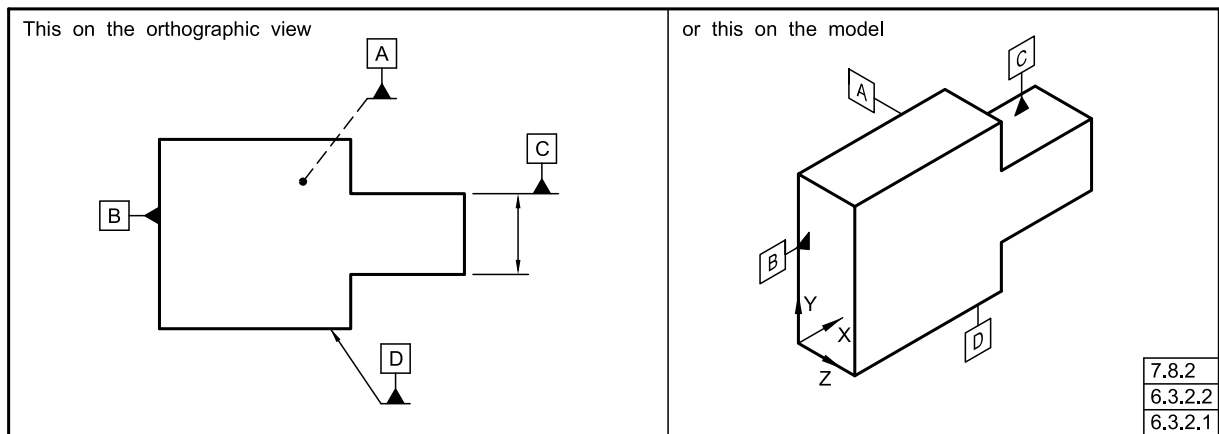 This on the orthographic view
A
C
B
D
or this on the model
C
A
B
Y
X
Z
D
7.8.2
6.3.2.2
6.3.2.1